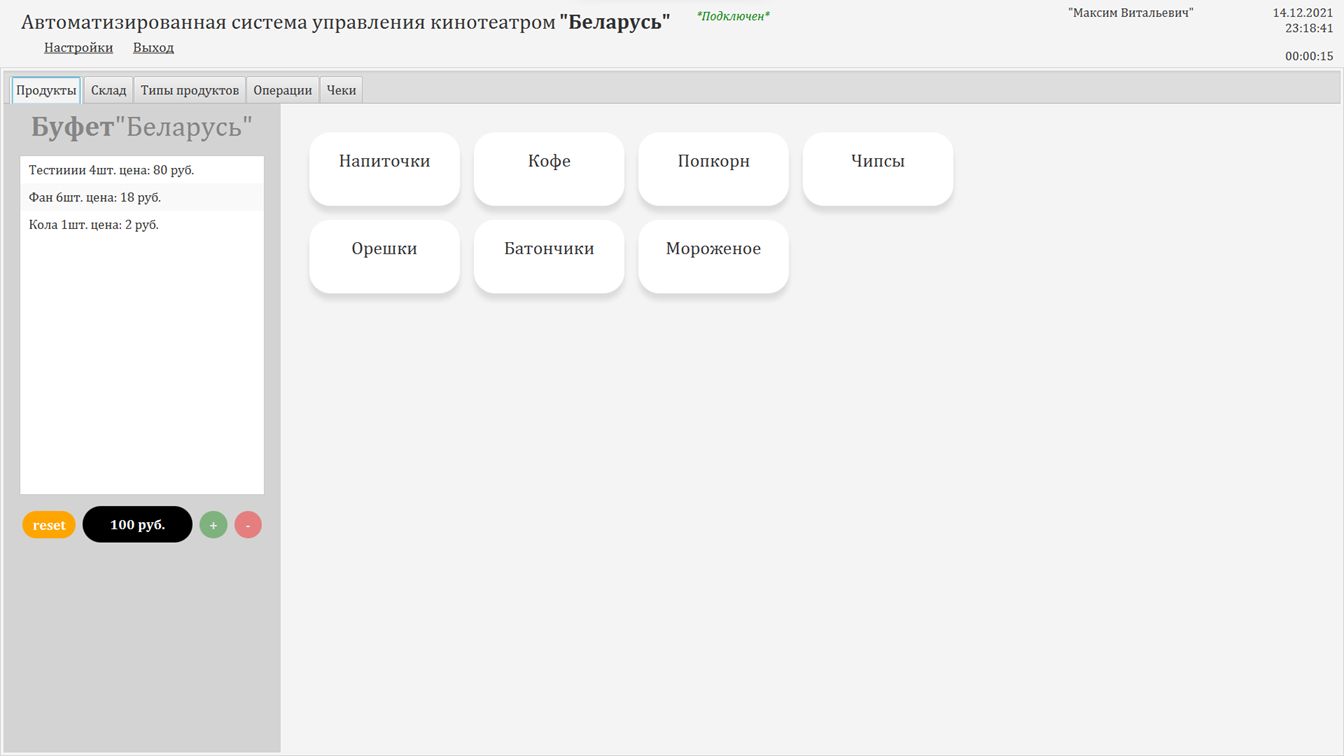 Автоматизированная система управления кинотеатром "Беларусь"
*Подключен*
"Максим Витальевич"
14.12.2021
23:18:41
Настройки Выход
00:00:15
Продукты Склад Типы продуктов Операции Чеки
Буфет"Беларусь"
Тестииии 4шт. цена: 80 руб.
Фан 6шт. цена: 18 руб.
Кола 1шт. цена: 2 руб.
reset 100 руб. + -
Напиточки Кофе Попкорн Чипсы
Орешки Батончики Мороженое